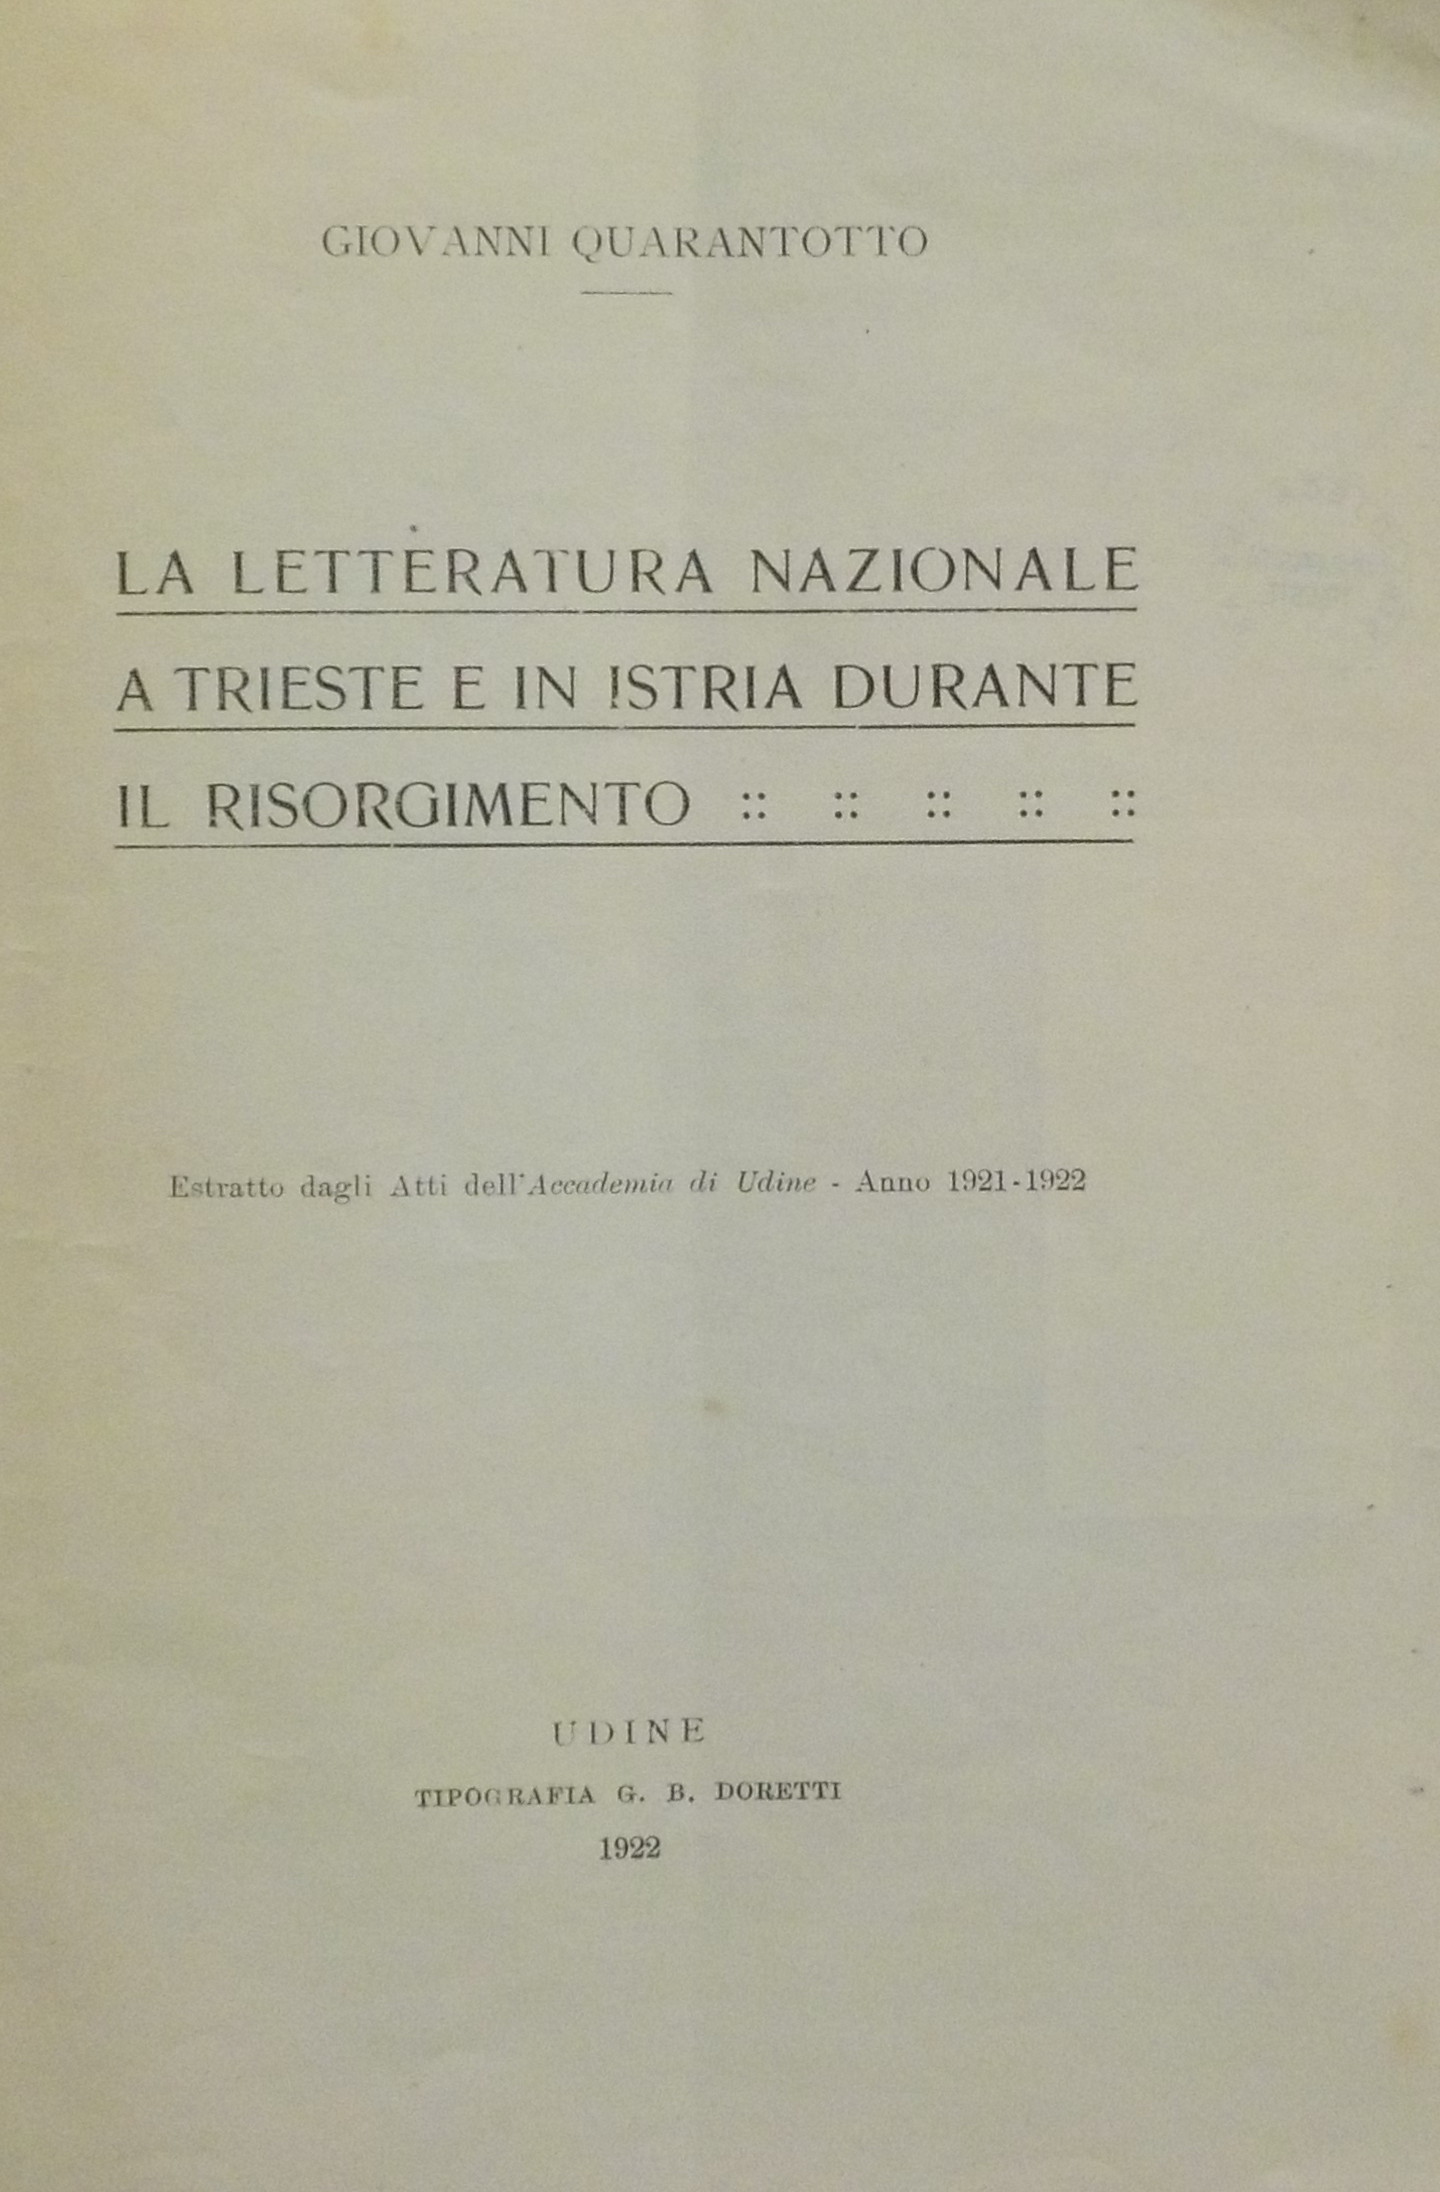 GIOVANNI QUARANTOTTO
LA LETTERATURA NAZIONALE
A TRIESTE E IN ISTRIA DURANTE
IL RISORGIMENTO :: :: :: :: ::
Estratto dagli Atti dell'Accademia di Udine - Anno 1921-1922
UDINE
TIPOGRAFIA G. B. DORETTI
1922